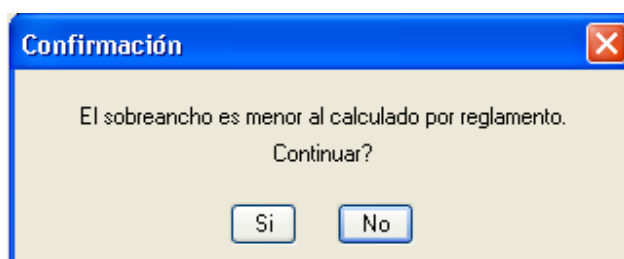 Confirmación
El sobreancho es menor al calculado por reglamento.
Continuar?
Si No